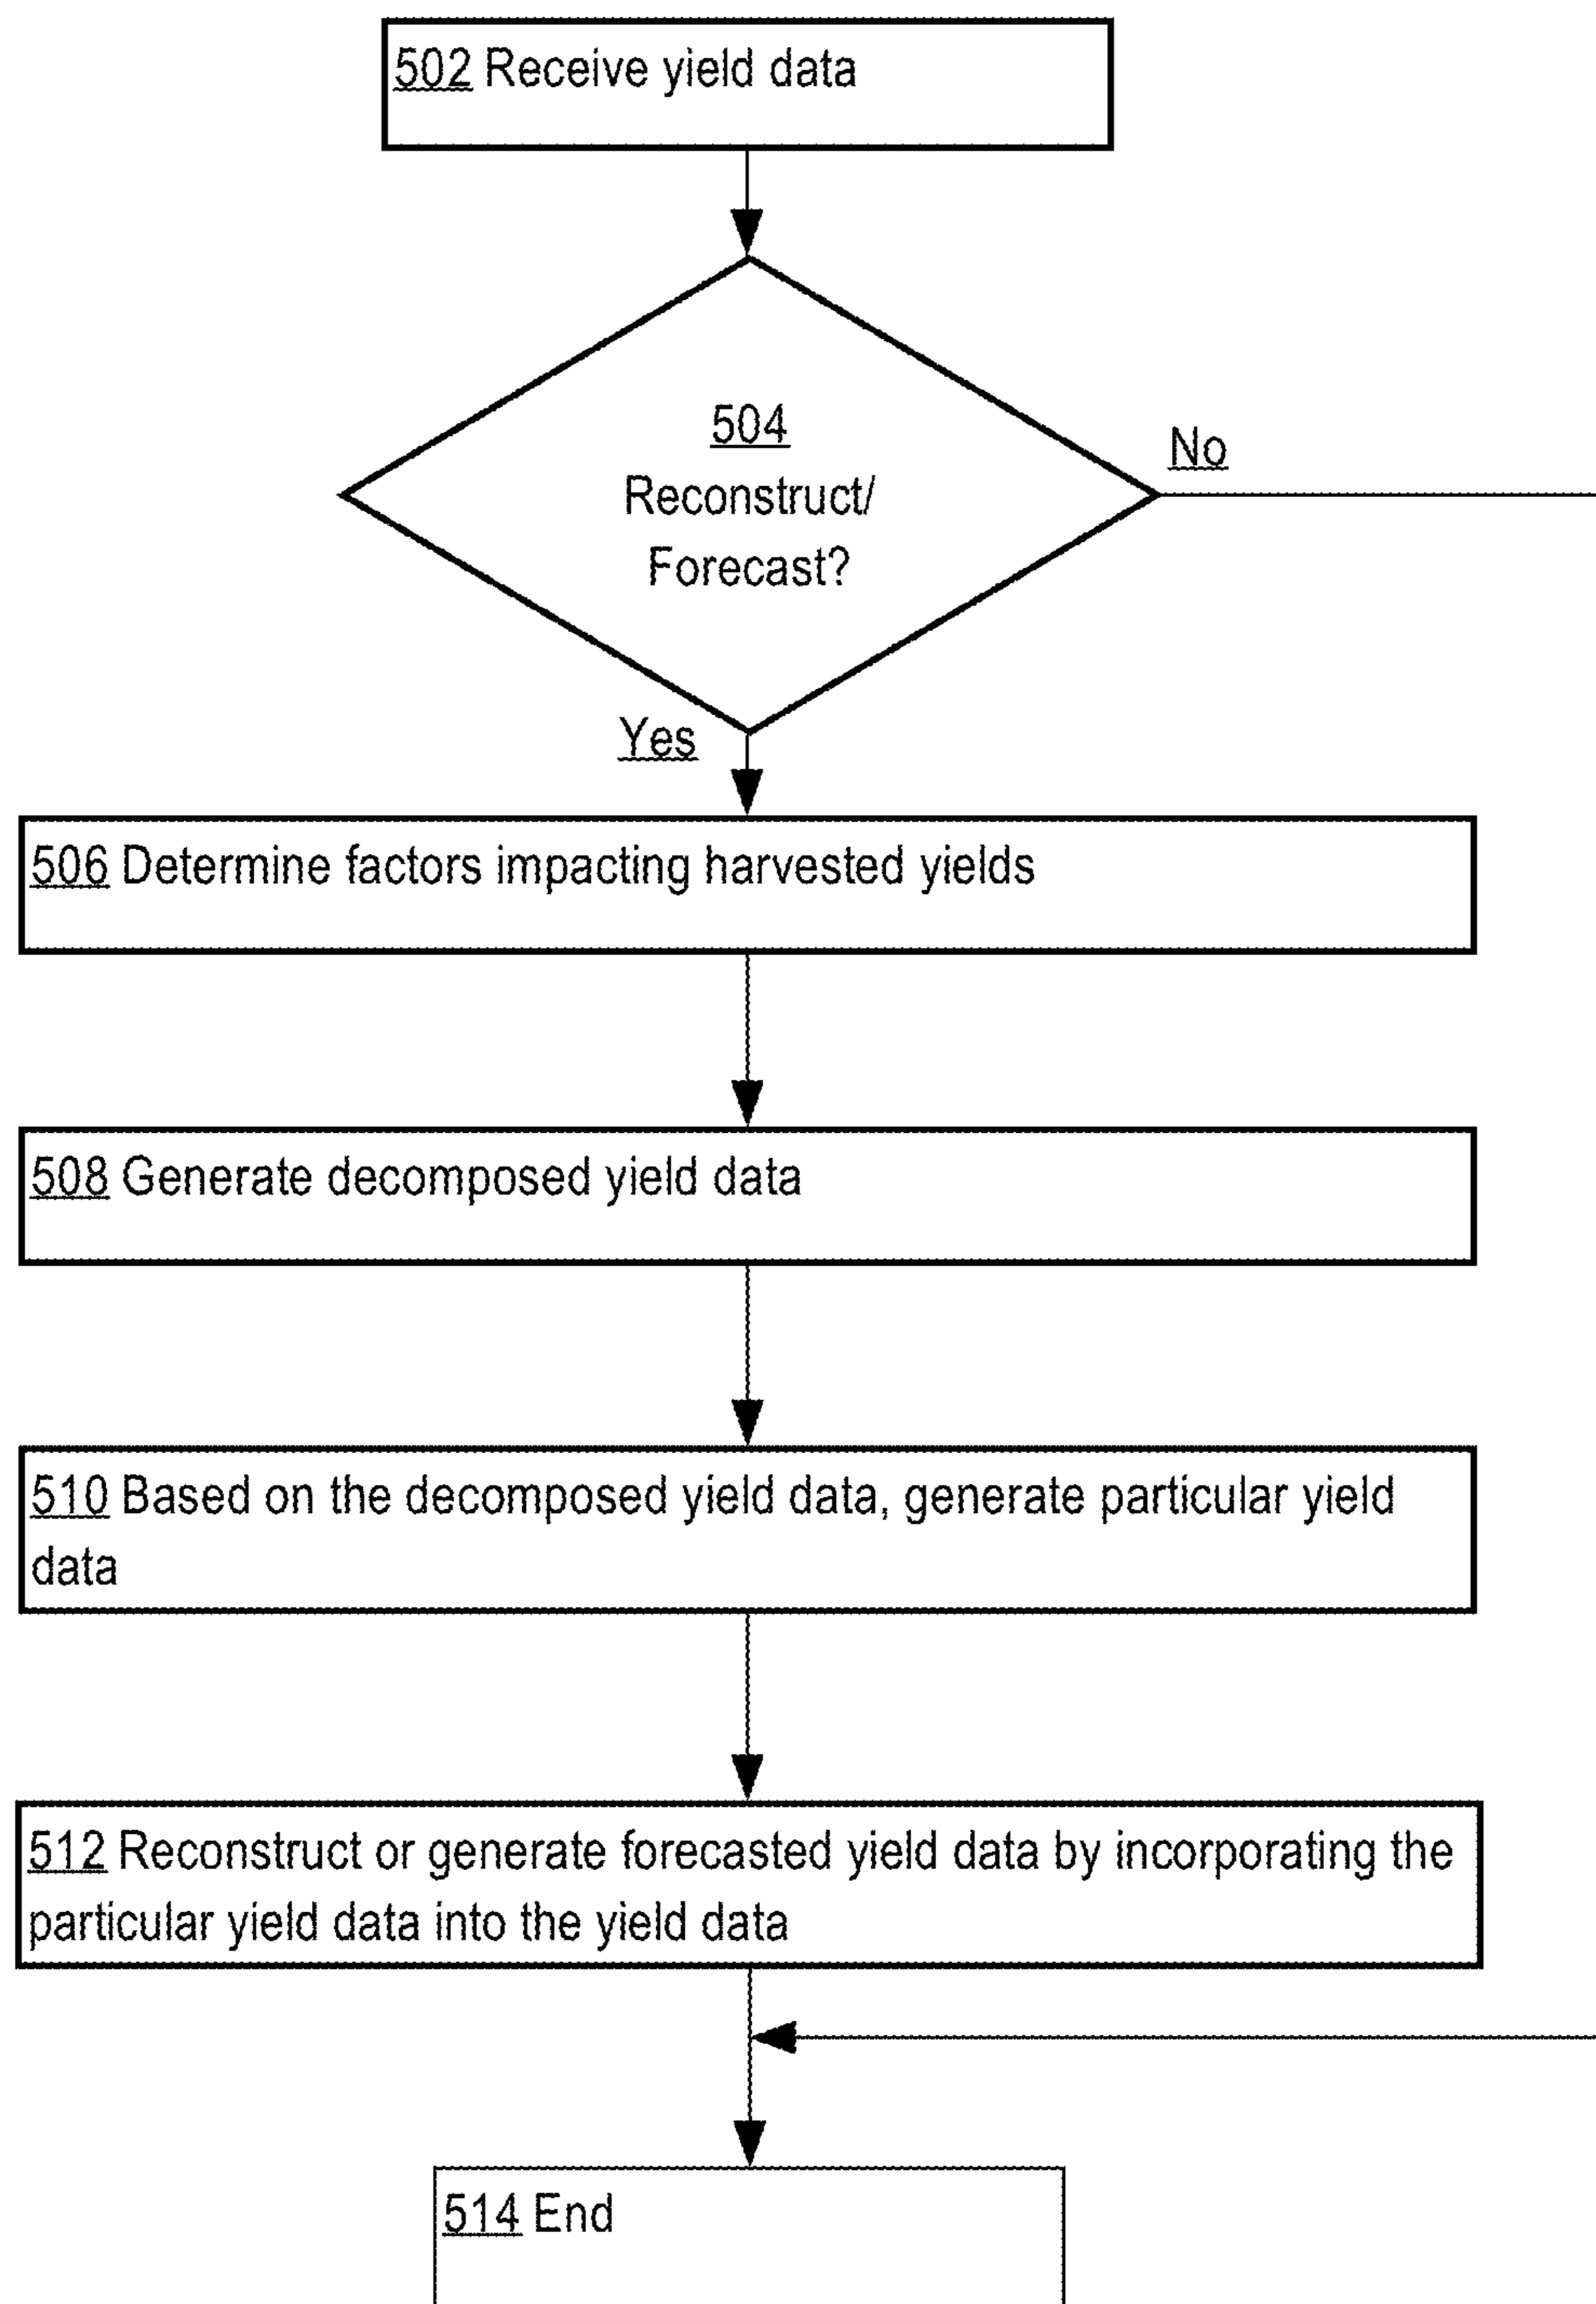 502 Receive yield data
504
Reconstruct/
Forecast?
No
Yes
506 Determine factors impacting harvested yields
508 Generate decomposed yield data
510 Based on the decomposed yield data, generate particular yield
data
512 Reconstruct or generate forecasted yield data by incorporating the
particular yield data into the yield data
514 End